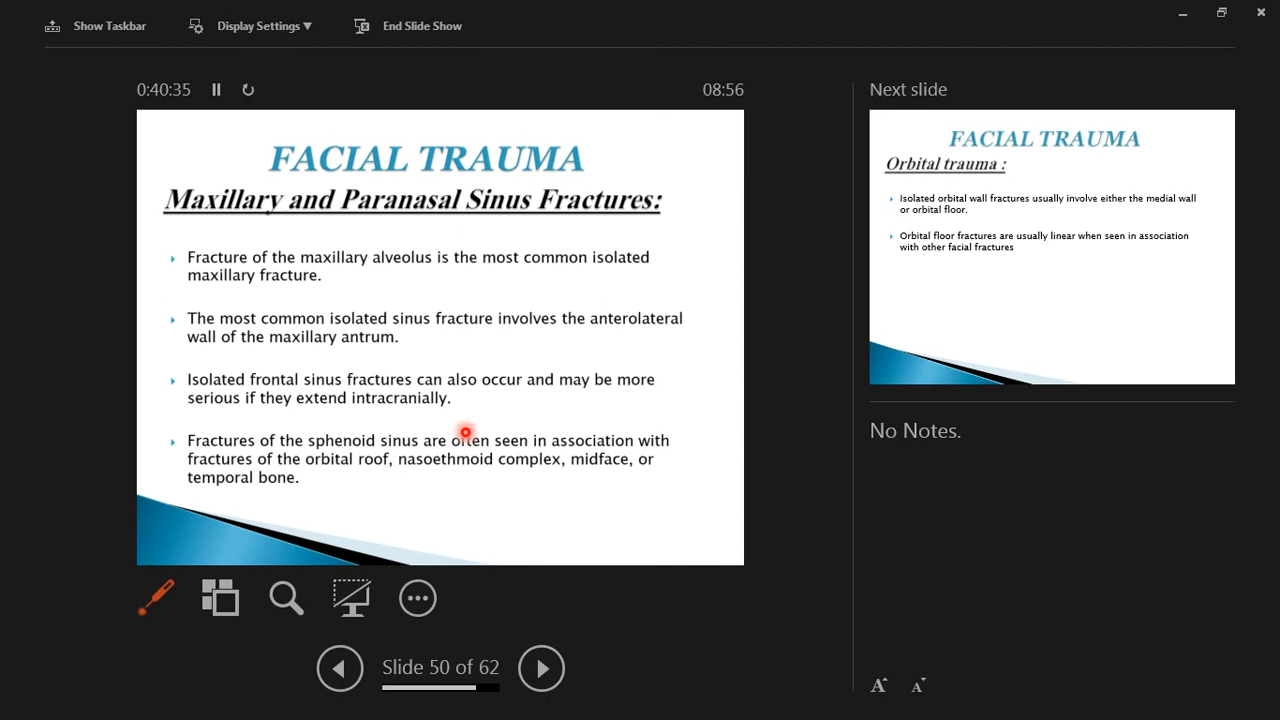 Show Taskbar
Display Settings ▼
End Slide Show
0:40:35
08:56
FACIAL TRAUMA
Maxillary and Paranasal Sinus Fractures:
Fracture of the maxillary alveolus is the most common isolated
maxillary fracture.
The most common isolated sinus fracture involves the anterolateral
wall of the maxillary antrum.
Isolated frontal sinus fractures can also occur and may be more
serious if they extend intracranially.
Fractures of the sphenoid sinus are often seen in association with
fractures of the orbital roof, nasoethmoid complex, midface, or
temporal bone.
Slide 50 of 62
Next slide
FACIAL TRAUMA
Orbital trauma :
Isolated orbital wall fractures usually involve either the medial wall
or orbital floor.
Orbital floor fractures are usually linear when seen in association
with other facial fractures
No Notes.
A A